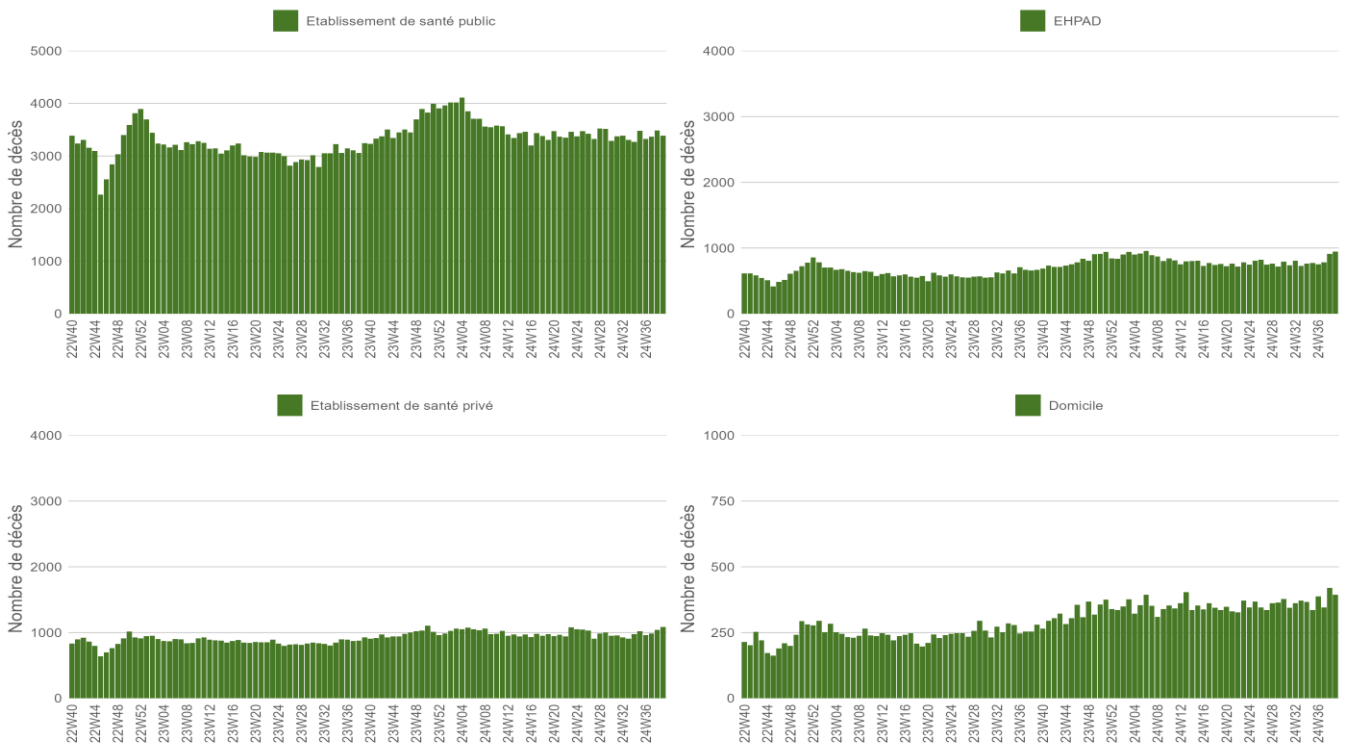 Etablissement de santé public
Nombre de décès
5000
4000
3000
2000
1000
0
22W40
22W44
22W48
22W52
23W04
23W08
23W12
23W16
23W20
23W24
23W28
23W32
23W36
23W40
23W44
23W48
23W52
24W04
24W08
24W12
24W16
24W20
24W24
24W28
24W32
24W36
EHPAD
Nombre de décès
4000
3000
2000
1000
0
22W40
22W44
22W48
22W52
23W04
23W08
23W12
23W16
23W20
23W24
23W28
23W32
23W36
23W40
23W44
23W48
23W52
24W04
24W08
24W12
24W16
24W20
24W24
24W28
24W32
24W36
Etablissement de santé privé
Nombre de décès
4000
3000
2000
1000
0
22W40
22W44
22W48
22W52
23W04
23W08
23W12
23W16
23W20
23W24
23W28
23W32
23W36
23W40
23W44
23W48
23W52
24W04
24W08
24W12
24W16
24W20
24W24
24W28
24W32
24W36
Domicile
Nombre de décès
1000
750
500
250
0
22W40
22W44
22W48
22W52
23W04
23W08
23W12
23W16
23W20
23W24
23W28
23W32
23W36
23W40
23W44
23W48
23W52
24W04
24W08
24W12
24W16
24W20
24W24
24W28
24W32
24W36